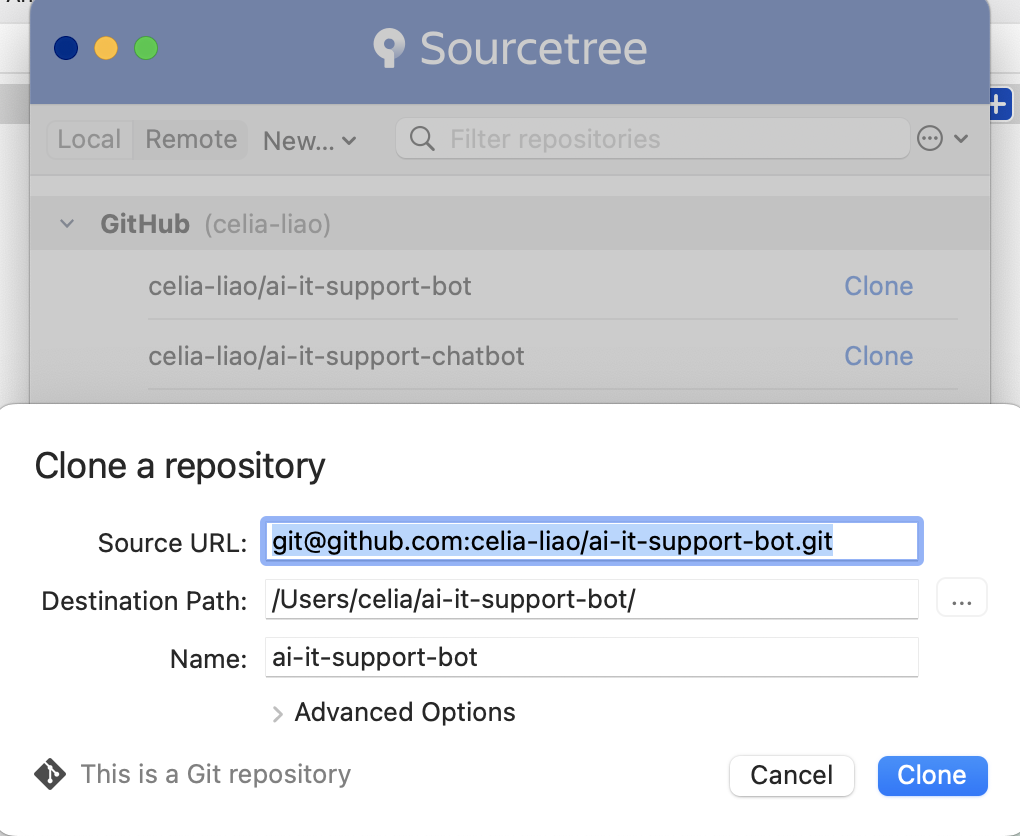 Sourcetree
Local Remote New... Filter repositories
GitHub (celia-liao)
celia-liao/ai-it-support-bot Clone
celia-liao/ai-it-support-chatbot Clone
Clone a repository
Source URL: git@github.com:celia-liao/ai-it-support-bot.git
Destination Path: /Users/celia/ai-it-support-bot/ ...
Name: ai-it-support-bot
Advanced Options
This is a Git repository Cancel Clone